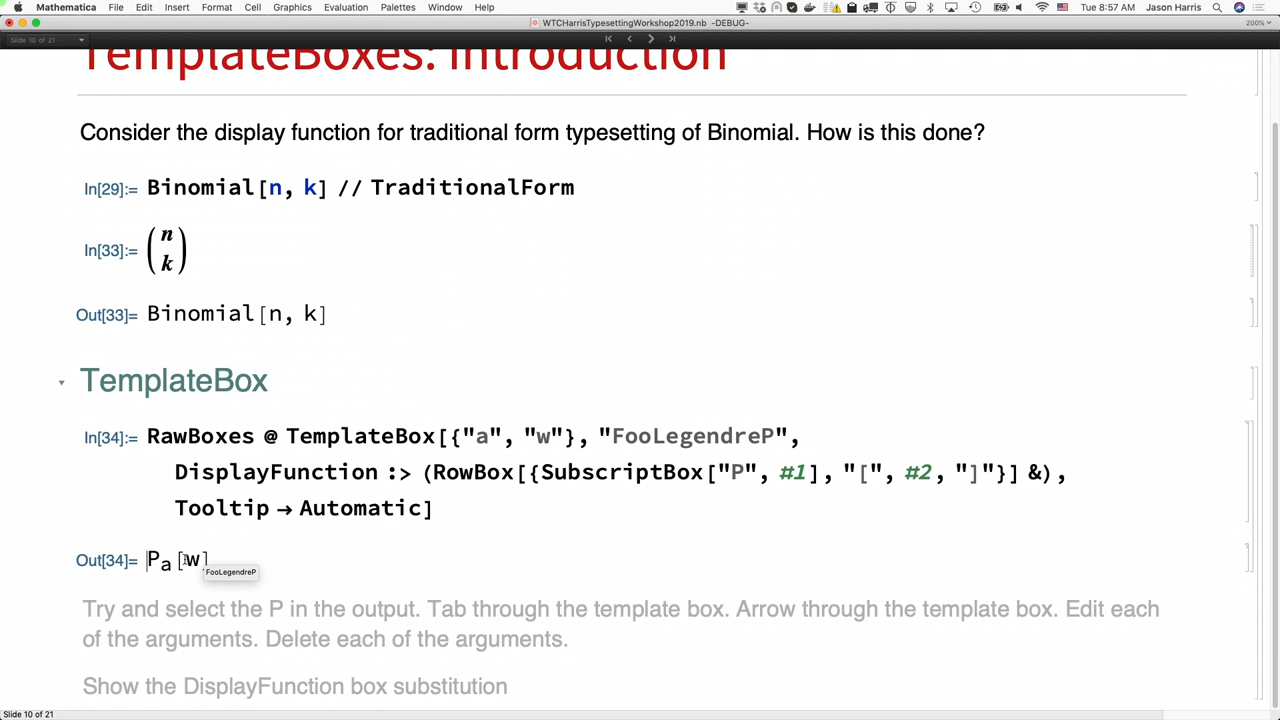 Mathematica File Edit Insert Format Cell Graphics Evaluation Palettes Window Help Tue 8:57 AM Jason Harris
WTCHarrisTypesettingWorkshop2019.nb -DEBUG- 200%
Slide 10 of 21
TemplateBoxes: Introduction
Consider the display function for traditional form typesetting of Binomial. How is this done?
In[29]:= Binomial[n, k] // TraditionalForm
In[33]:= (n
k)
Out[33]= Binomial[n, k]
TemplateBox
In[34]:= RawBoxes @ TemplateBox[{"a", "w"}, "FooLegendreP",
DisplayFunction :> (RowBox[{SubscriptBox["P", #1], "[", #2, "]"}] &),
Tooltip → Automatic]
Out[34]= Pa[w]
FooLegendreP
Try and select the P in the output. Tab through the template box. Arrow through the template box. Edit each
of the arguments. Delete each of the arguments.
Show the DisplayFunction box substitution
Slide 10 of 21